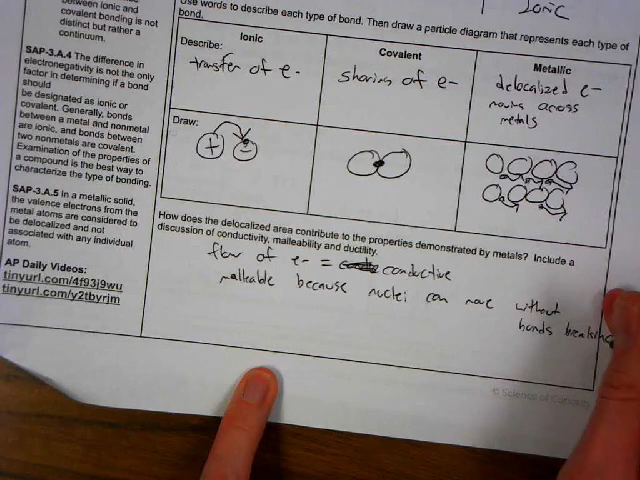 between ionic and
covalent bonding is not
distinct but rather a
continuum.
SAP-3.A.4 The difference in
electronegativity is not the only
factor in determining if a bond
should
be designated as ionic or
covalent. Generally, bonds
between a metal and nonmetal
are ionic, and bonds between
two nonmetals are covalent.
Examination of the properties of
a compound is the best way to
characterize the type of bonding.
SAP-3.A.5 In a metallic solid,
the valence electrons from the
metal atoms are considered to
be delocalized and not
associated with any individual
atom.
AP Daily Videos:
tinyurl.com/4f93j9wu
tinyurl.com/y2tbyrjm
Ionic
Use words to describe each type of bond. Then draw a particle diagram that represents each type of
bond.
Ionic
Describe:
transfer of e-
Covalent
sharing of e-
Metallic
delocalized e-
moving across
metals
Draw:
+
-
How does the delocalized area contribute to the properties demonstrated by metals? Include a
discussion of conductivity, malleability and ductility.
flow of e- = conductive
malleable because nuclei can move without
bonds breaking
© Science of Curiosity